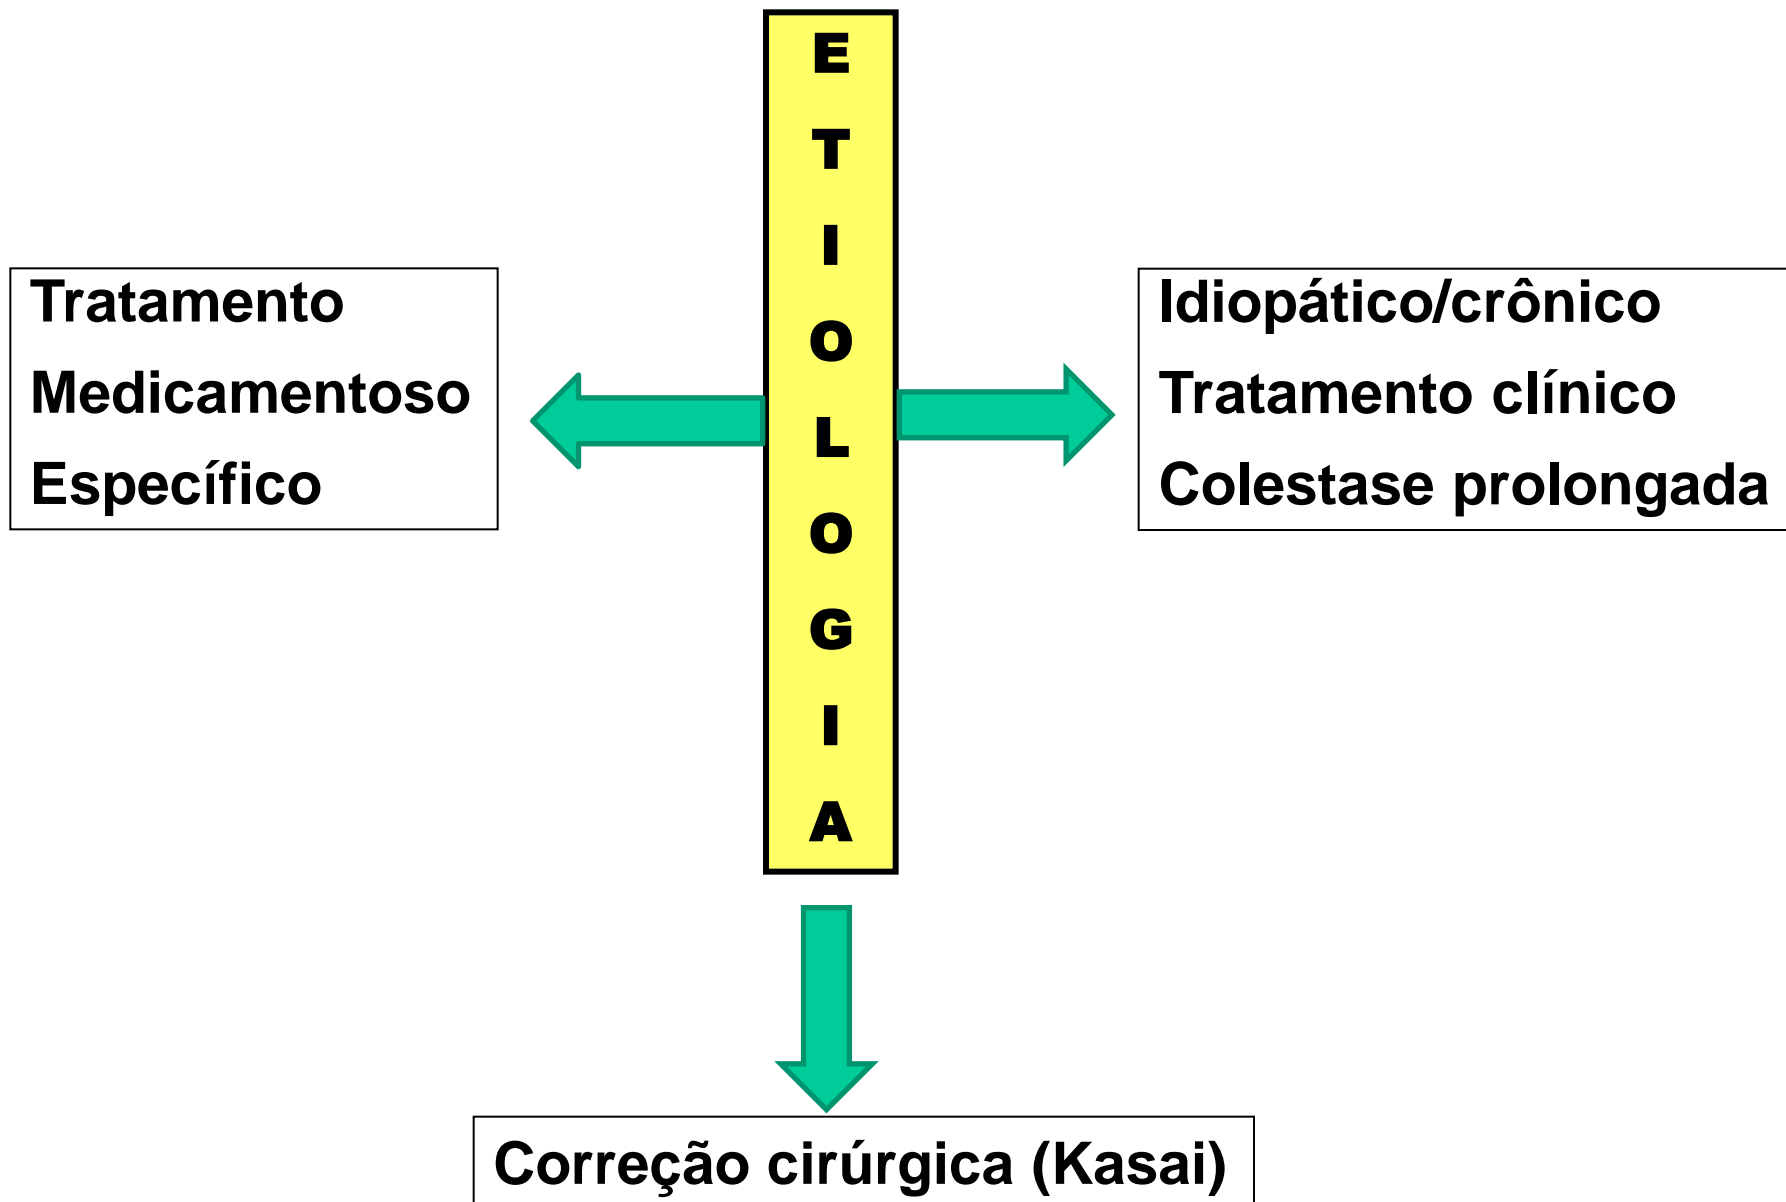 E
T
I
O
L
O
G
I
A
Tratamento
Medicamentoso
Específico
Idiopático/crônico
Tratamento clínico
Colestase prolongada
Correção cirúrgica (Kasai)